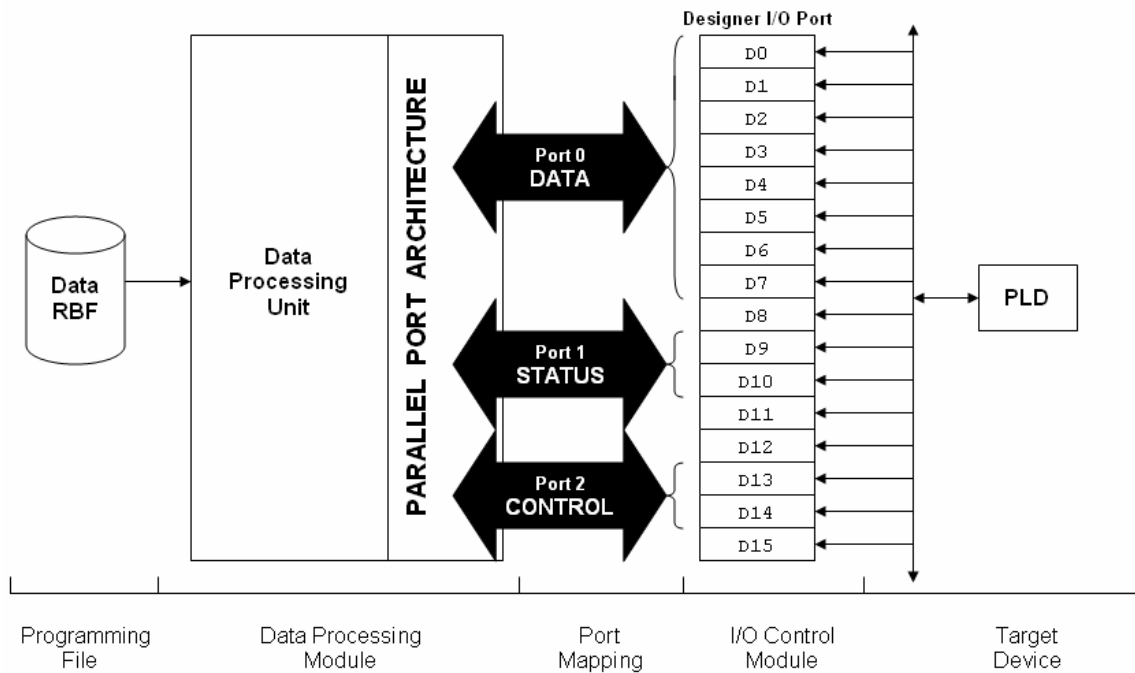 Designer I/O Port
Data
RBF
Data
Processing
Unit
PARALLEL PORT ARCHITECTURE
Port 0
DATA
Port 1
STATUS
Port 2
CONTROL
D0
D1
D2
D3
D4
D5
D6
D7
D8
D9
D10
D11
D12
D13
D14
D15
PLD
Programming
File
Data Processing
Module
Port
Mapping
I/O Control
Module
Target
Device